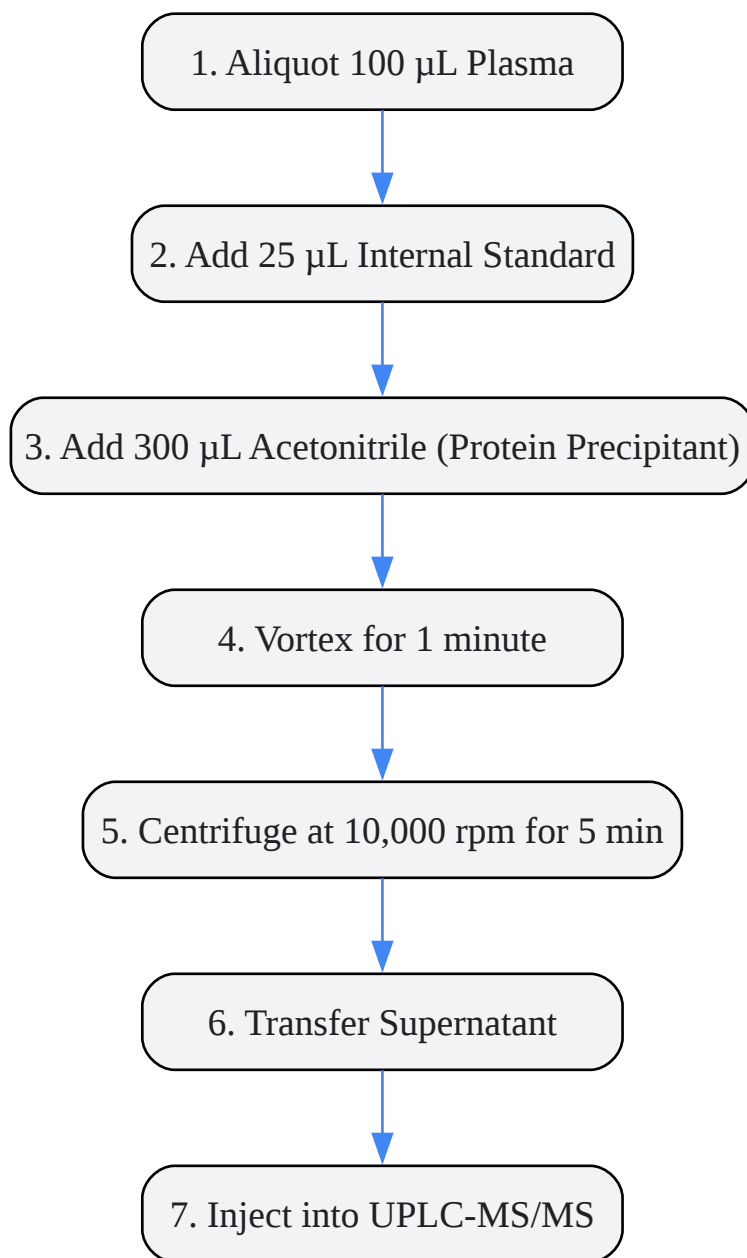 1. Aliquot 100 µL Plasma
2. Add 25 µL Internal Standard
3. Add 300 µL Acetonitrile (Protein Precipitant)
4. Vortex for 1 minute
5. Centrifuge at 10,000 rpm for 5 min
6. Transfer Supernatant
7. Inject into UPLC-MS/MS